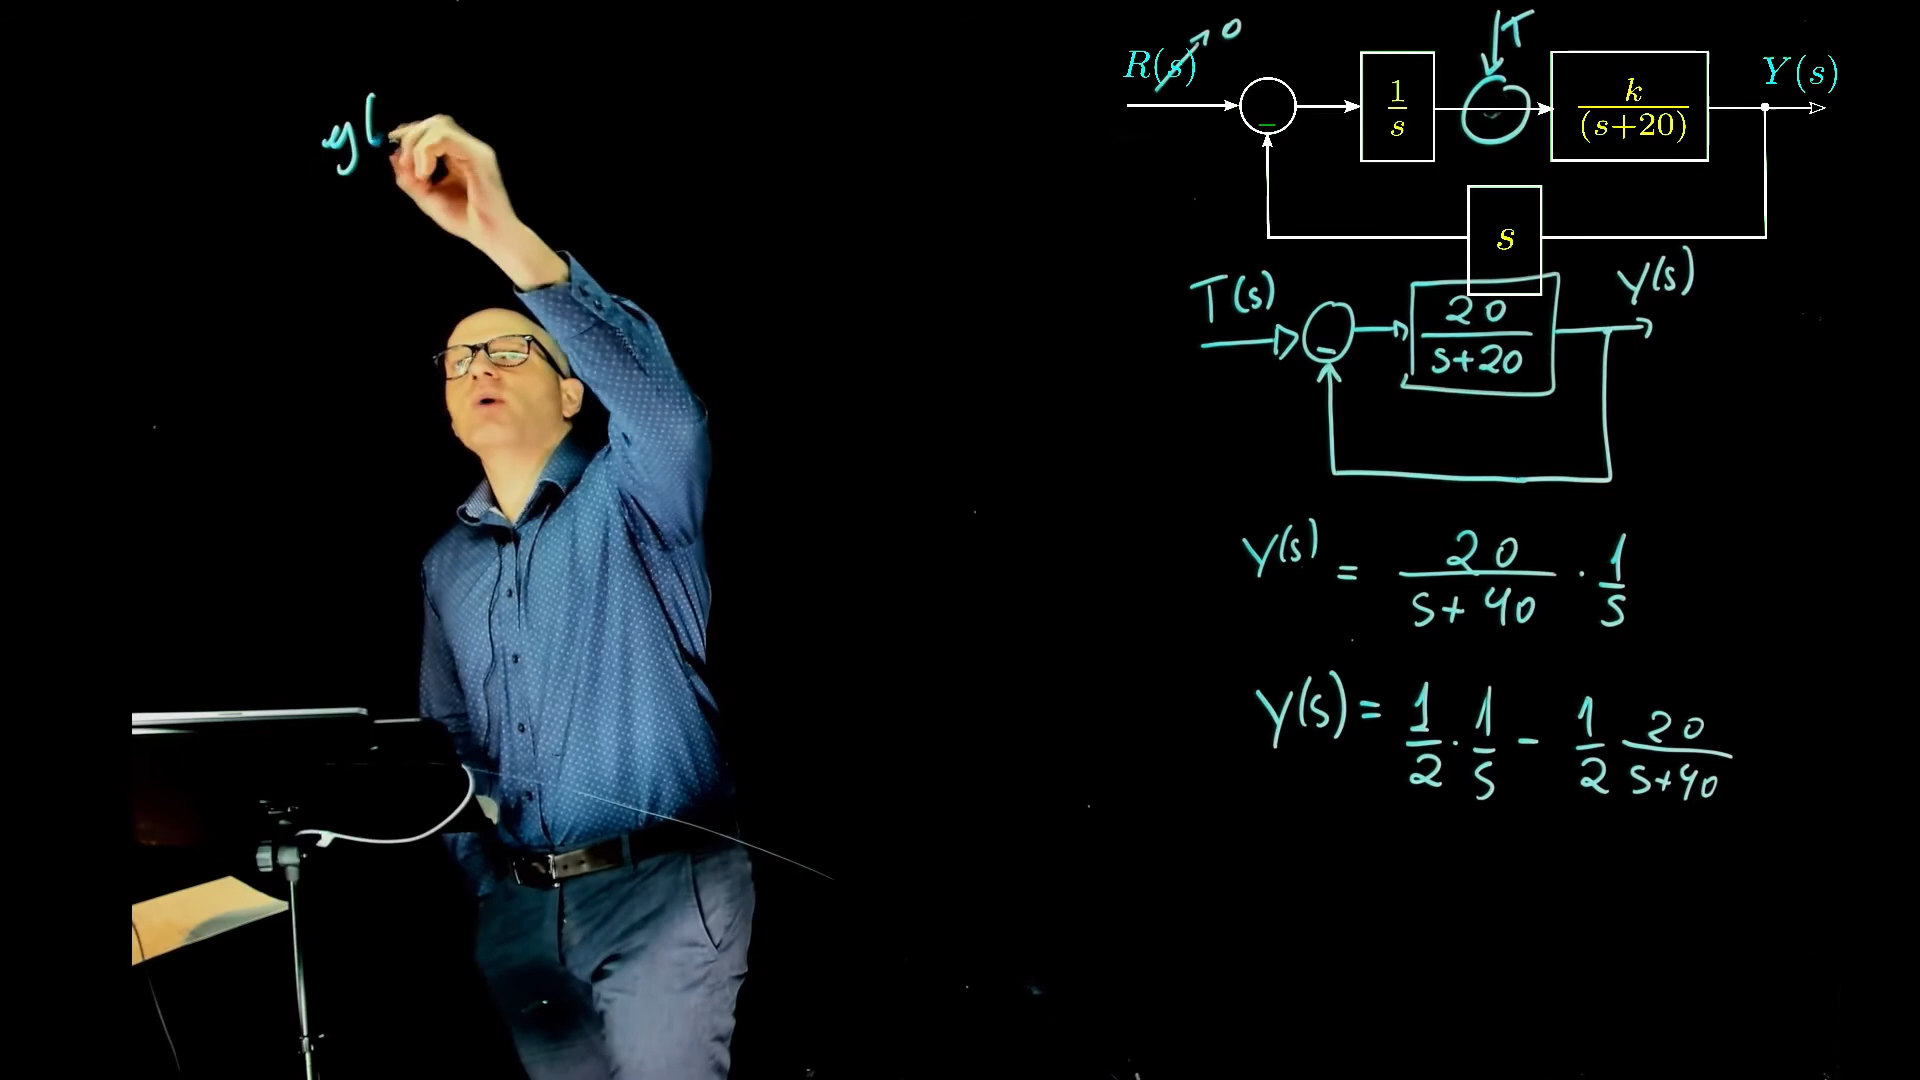 y(
R(s) 0
T
Y(s)
1/s
k/(s+20)
-
s
T(s)
Y(s)
20/s+20
-
Y(s) = 20/s+40 · 1/s
Y(s) = 1/2 · 1/s - 1/2 20/s+40